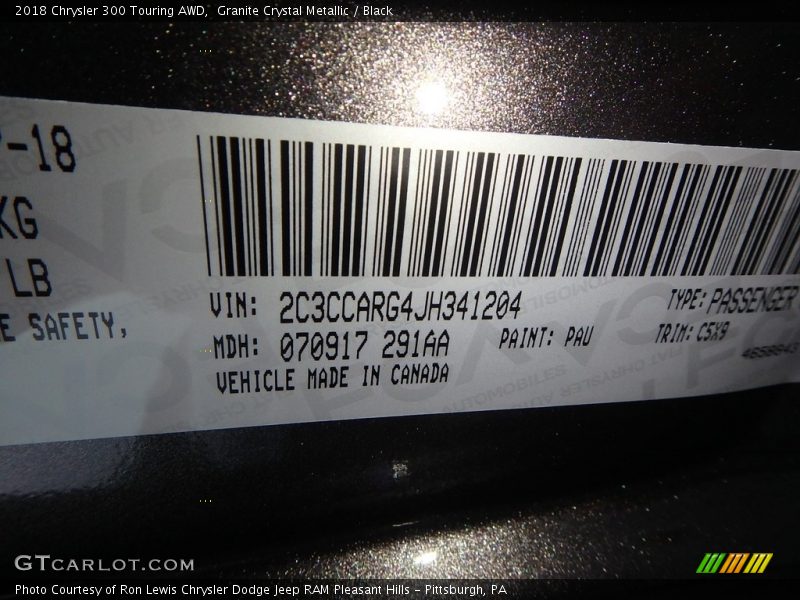 2018 Chrysler 300 Touring AWD,  Granite Crystal Metallic / Black
-18
KG
LB
E SAFETY,
VIN: 2C3CCARG4JH341204
TYPE: PASSENGER
MDH: 070917 291AA
PAINT: PAU
TRIM: C5X9
VEHICLE MADE IN CANADA
GTCARLOT.COM
Photo Courtesy of Ron Lewis Chrysler Dodge Jeep RAM Pleasant Hills - Pittsburgh, PA